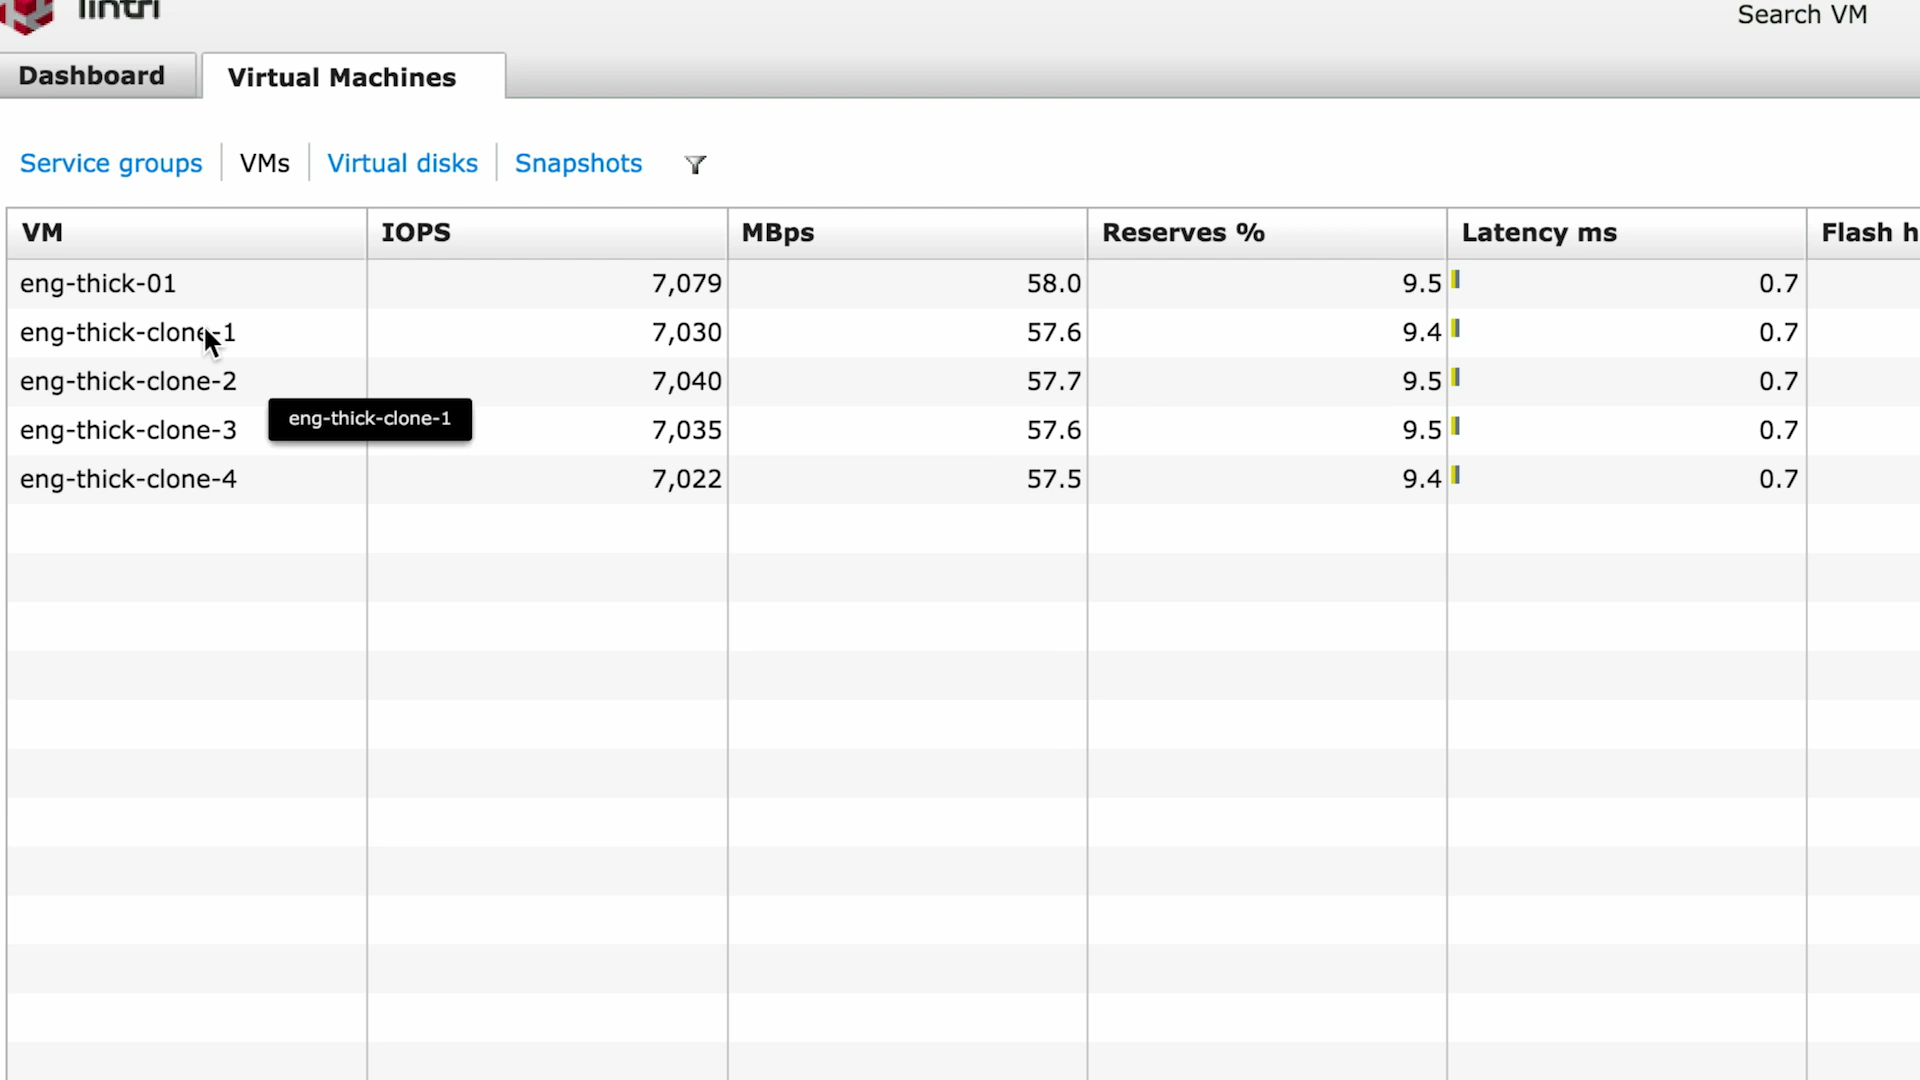 Tintri
Search VM
Dashboard
Virtual Machines
Service groups
VMs
Virtual disks
Snapshots
VM IOPS MBps Reserves % Latency ms Flash h
eng-thick-01 7,079 58.0 9.5 0.7
eng-thick-clone-1 7,030 57.6 9.4 0.7
eng-thick-clone-2 7,040 57.7 9.5 0.7
eng-thick-clone-1
eng-thick-clone-3 7,035 57.6 9.5 0.7
eng-thick-clone-4 7,022 57.5 9.4 0.7